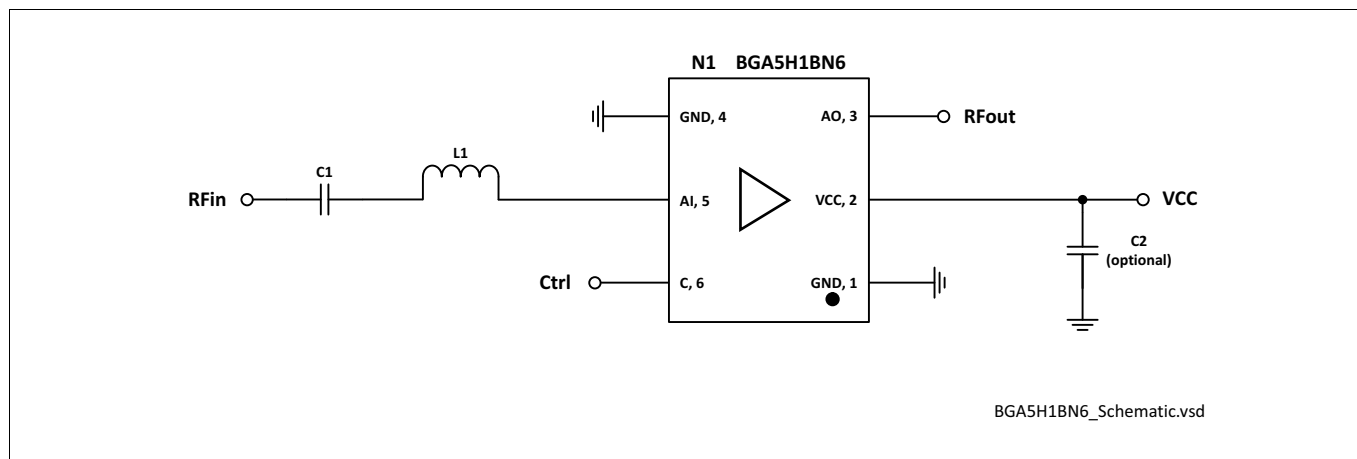 N1 BGA5H1BN6
GND, 4
AO, 3
RFout
C1
L1
RFin
AI, 5
VCC, 2
VCC
C2
(optional)
Ctrl
C, 6
GND, 1
BGA5H1BN6_Schematic.vsd